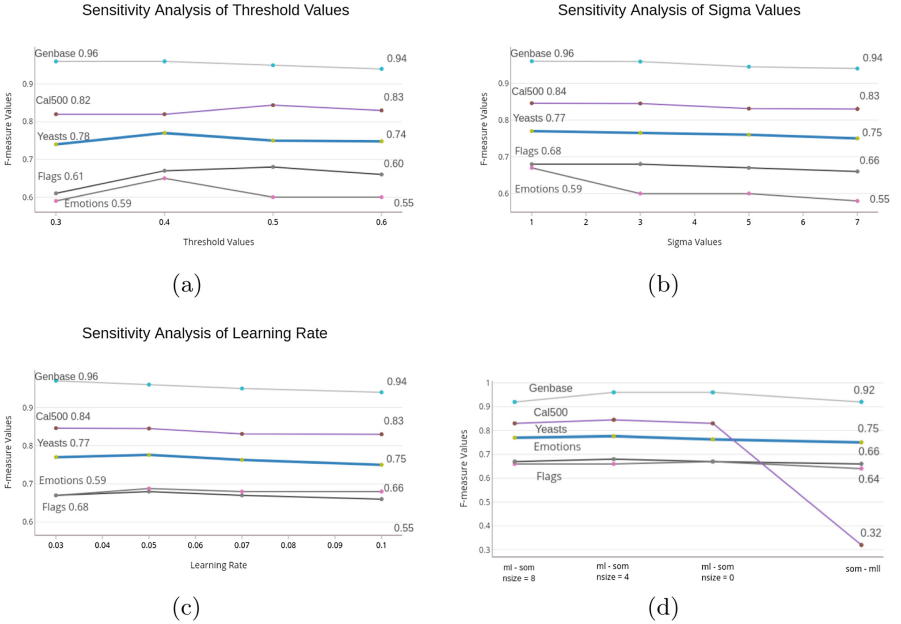 Sensitivity Analysis of Threshold Values
Genbase 0.96
0.94
0.9
Cal500 0.82
0.83
0.8
Yeasts 0.78
0.74
0.7
Flags 0.61
0.60
0.6
Emotions 0.59
0.55
F-measure Values
0.3 0.4 0.5 0.6
Threshold Values
(a)
Sensitivity Analysis of Sigma Values
Genbase 0.96
0.94
0.9
Cal500 0.84
0.83
0.8
Yeasts 0.77
0.75
0.7
Flags 0.68
0.66
0.6
Emotions 0.59
0.55
F-measure Values
1 2 3 4 5 6 7
Sigma Values
(b)
Sensitivity Analysis of Learning Rate
Genbase 0.96
0.94
0.9
Cal500 0.84
0.83
0.8
Yeasts 0.77
0.75
0.7
Emotions 0.59
0.66
Flags 0.68
0.6
0.55
F-measure Values
0.03 0.04 0.05 0.06 0.07 0.08 0.09 0.1
Learning Rate
(c)
1
Genbase
0.92
0.9
Cal500
0.8
Yeasts
0.75
0.7
Emotions
0.66
0.6
Flags
0.64
0.5
0.4
0.32
0.3
F-measure Values
ml - som ml - som ml - som som - mll
nsize = 8 nsize = 4 nsize = 0
(d)